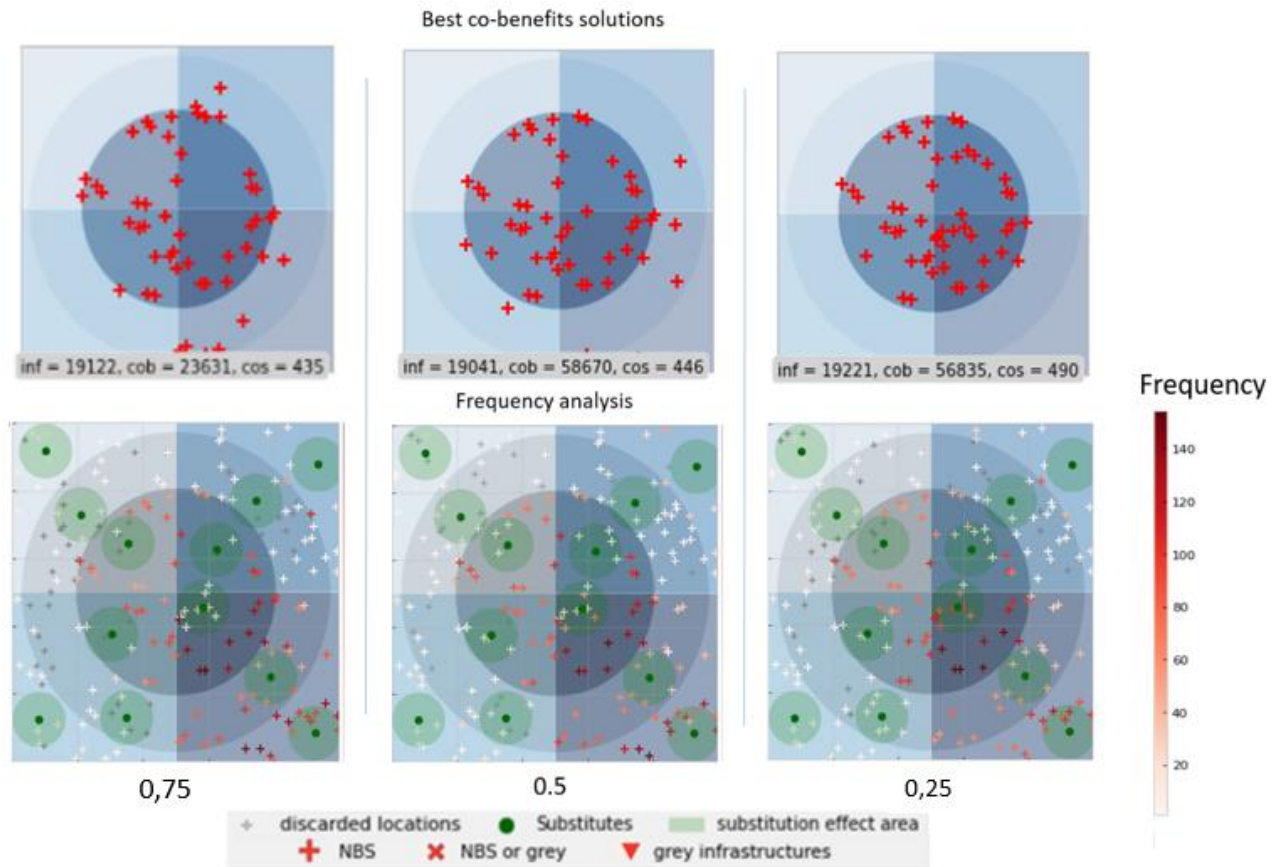 Best co-benefits solutions
inf = 19122, cob = 23631, cos = 435
inf = 19041, cob = 58670, cos = 446
inf = 19221, cob = 56835, cos = 490
Frequency analysis
Frequency
140
120
100
80
60
40
20
0,75
0.5
0,25
discarded locations
Substitutes
substitution effect area
NBS
NBS or grey
grey infrastructures